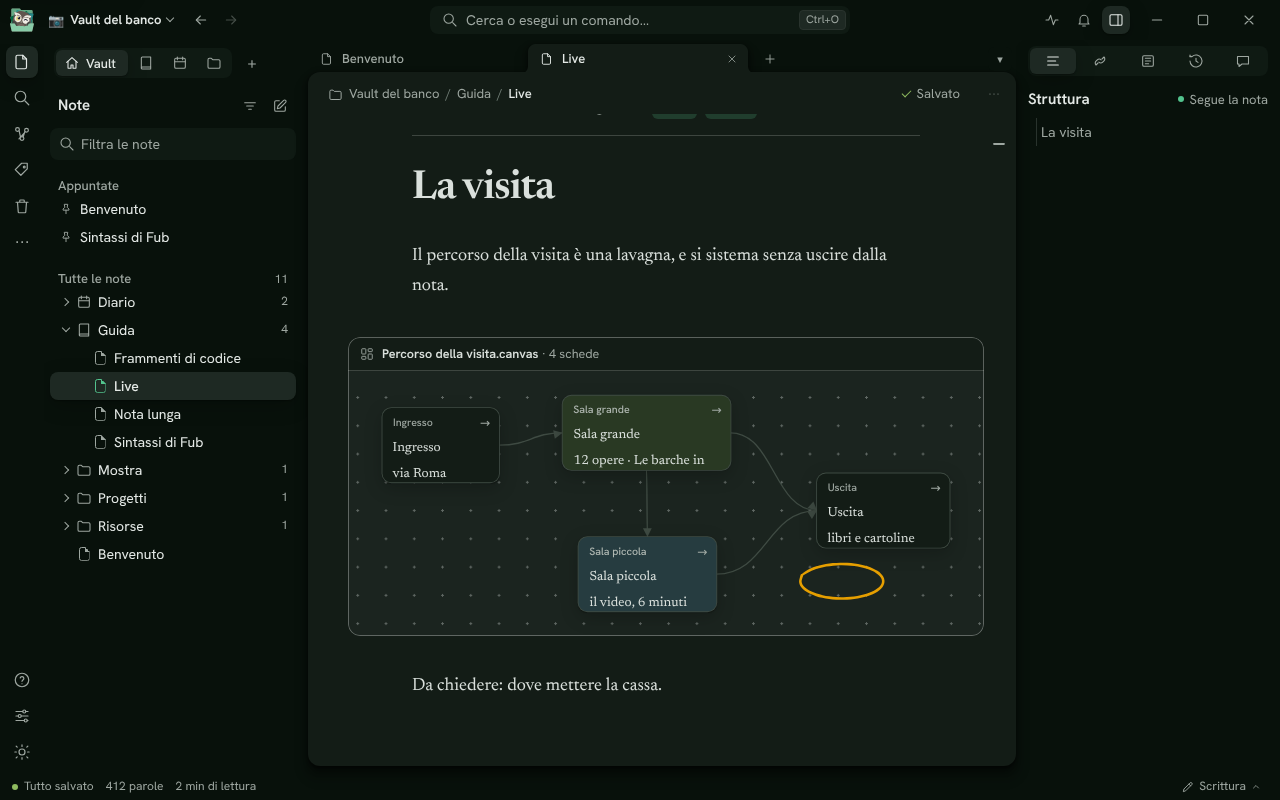 Vault del banco
Cerca o esegui un comando...
Ctrl+O
Vault
Benvenuto
Live
Note
Filtra le note
Appuntate
Benvenuto
Sintassi di Fub
Tutte le note 11
Diario 2
Guida 4
Frammenti di codice
Live
Nota lunga
Sintassi di Fub
Mostra 1
Progetti 1
Risorse 1
Benvenuto
Vault del banco / Guida / Live
Salvato
La visita
Il percorso della visita è una lavagna, e si sistema senza uscire dalla
nota.
Percorso della visita.canvas · 4 schede
Ingresso →
Ingresso
via Roma
Sala grande →
Sala grande
12 opere · Le barche in
Uscita →
Uscita
libri e cartoline
Sala piccola →
Sala piccola
il video, 6 minuti
Da chiedere: dove mettere la cassa.
Struttura
Segue la nota
La visita
Tutto salvato 412 parole 2 min di lettura
Scrittura